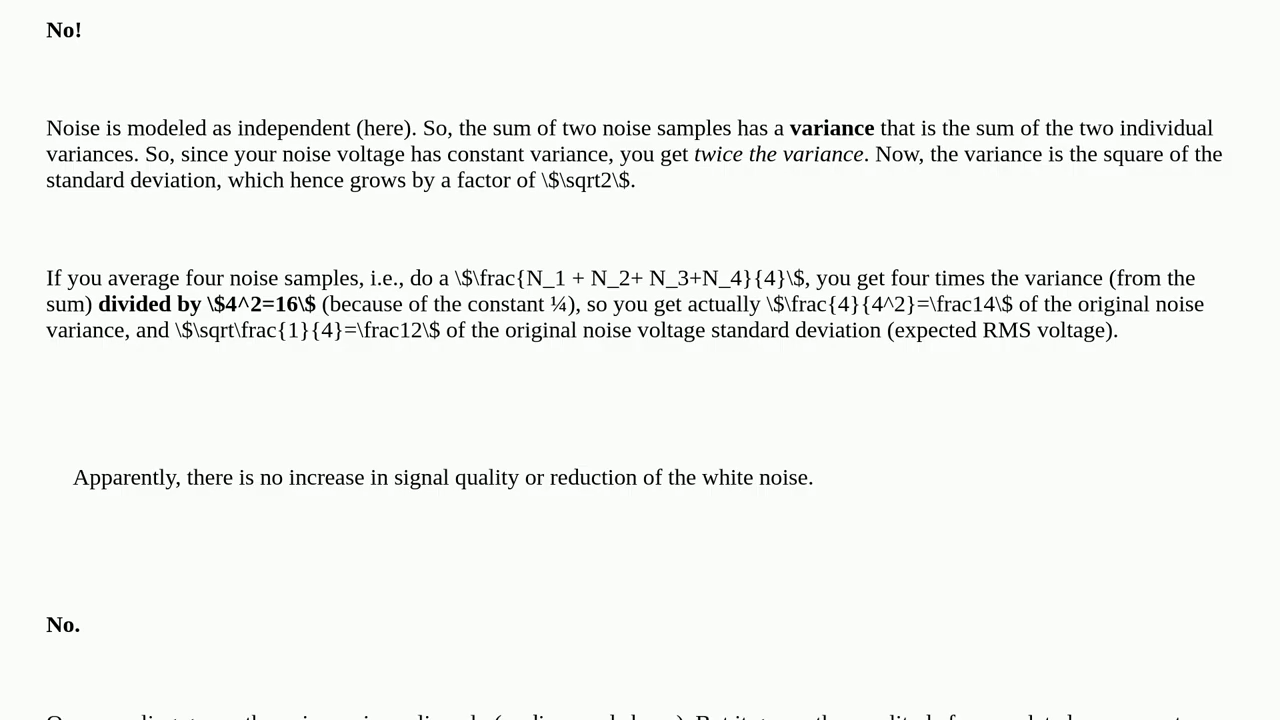 No!
Noise is modeled as independent (here). So, the sum of two noise samples has a variance that is the sum of the two individual
variances. So, since your noise voltage has constant variance, you get twice the variance. Now, the variance is the square of the
standard deviation, which hence grows by a factor of \$\sqrt2\$.
If you average four noise samples, i.e., do a \$\frac{N_1 + N_2+ N_3+N_4}{4}\$, you get four times the variance (from the
sum) divided by \$4^2=16\$ (because of the constant ¼), so you get actually \$\frac{4}{4^2}=\frac14\$ of the original noise
variance, and \$\sqrt\frac{1}{4}=\frac12\$ of the original noise voltage standard deviation (expected RMS voltage).
Apparently, there is no increase in signal quality or reduction of the white noise.
No.